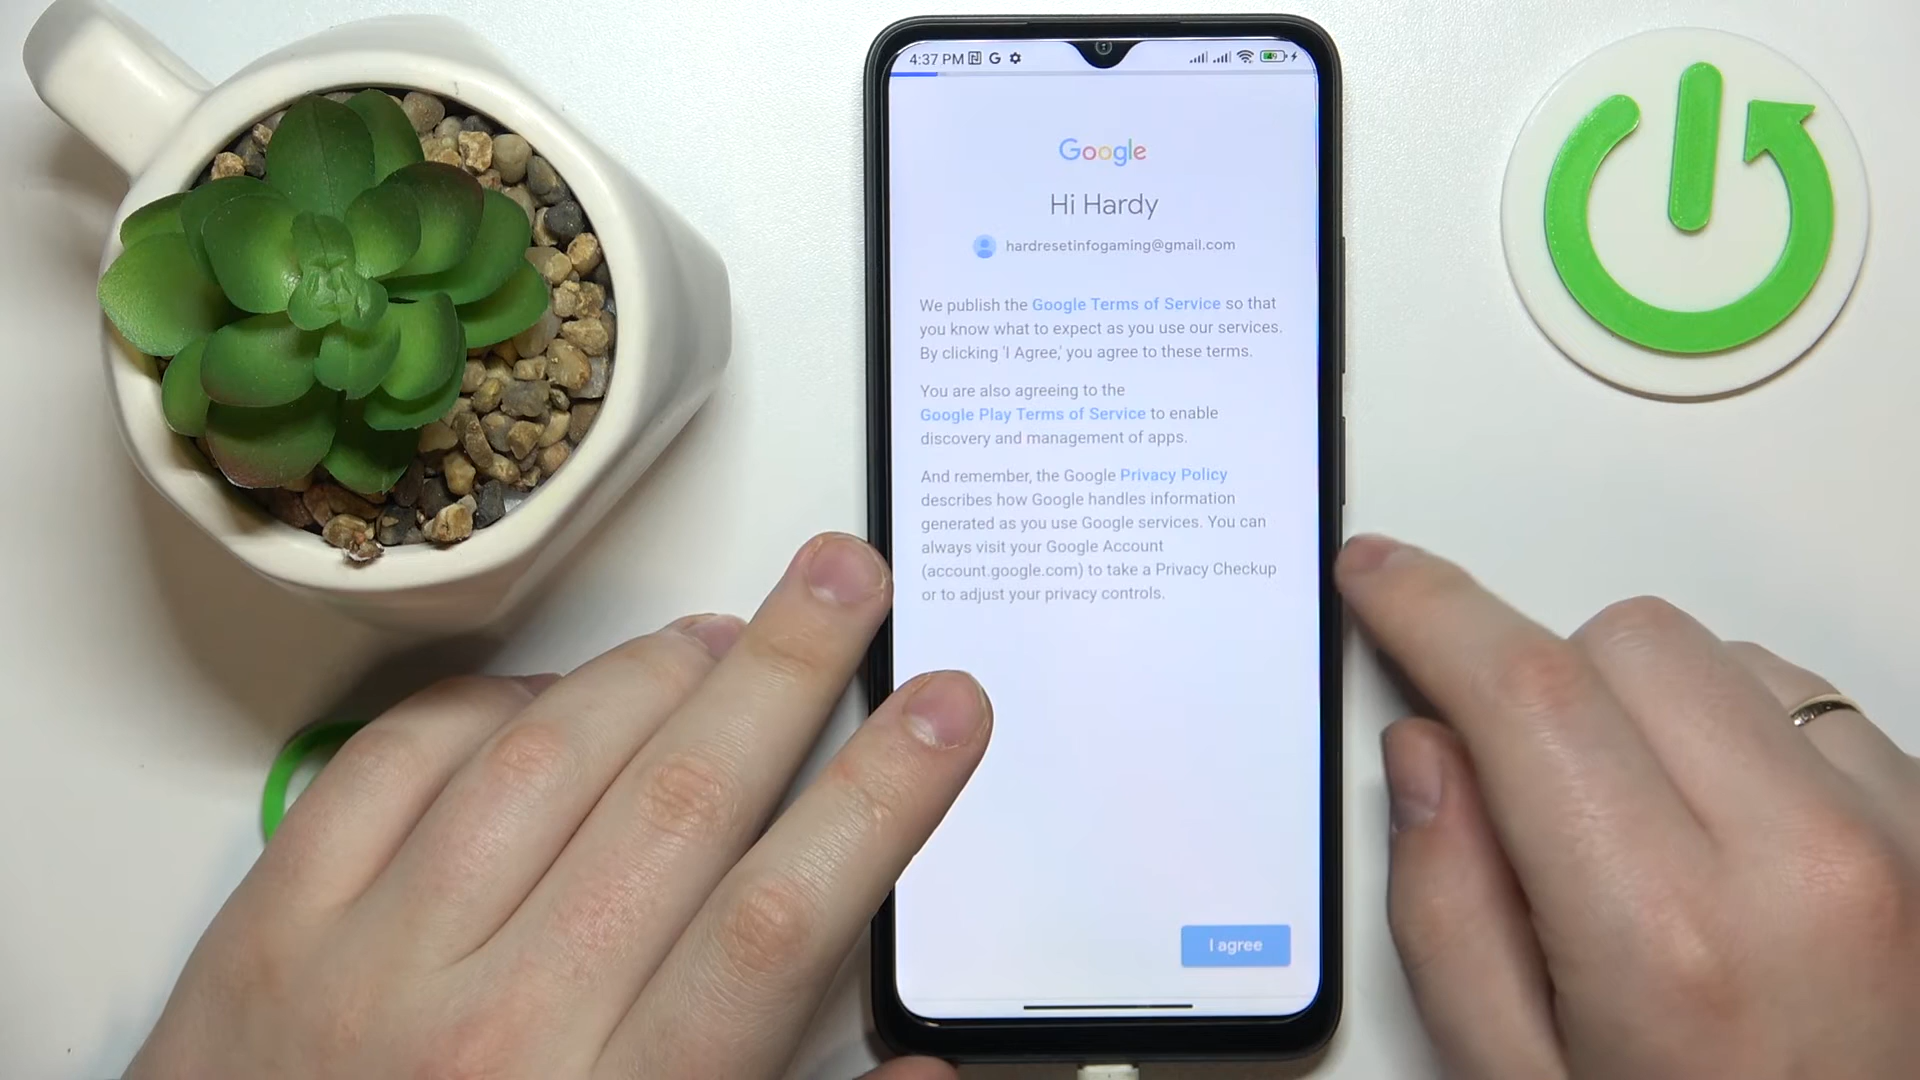 4:37 PM
Google
Hi Hardy
hardresetinfogaming@gmail.com
We publish the Google Terms of Service so that
you know what to expect as you use our services.
By clicking 'I Agree,' you agree to these terms.
You are also agreeing to the
Google Play Terms of Service to enable
discovery and management of apps.
And remember, the Google Privacy Policy
describes how Google handles information
generated as you use Google services. You can
always visit your Google Account
(account.google.com) to take a Privacy Checkup
or to adjust your privacy controls.
I agree